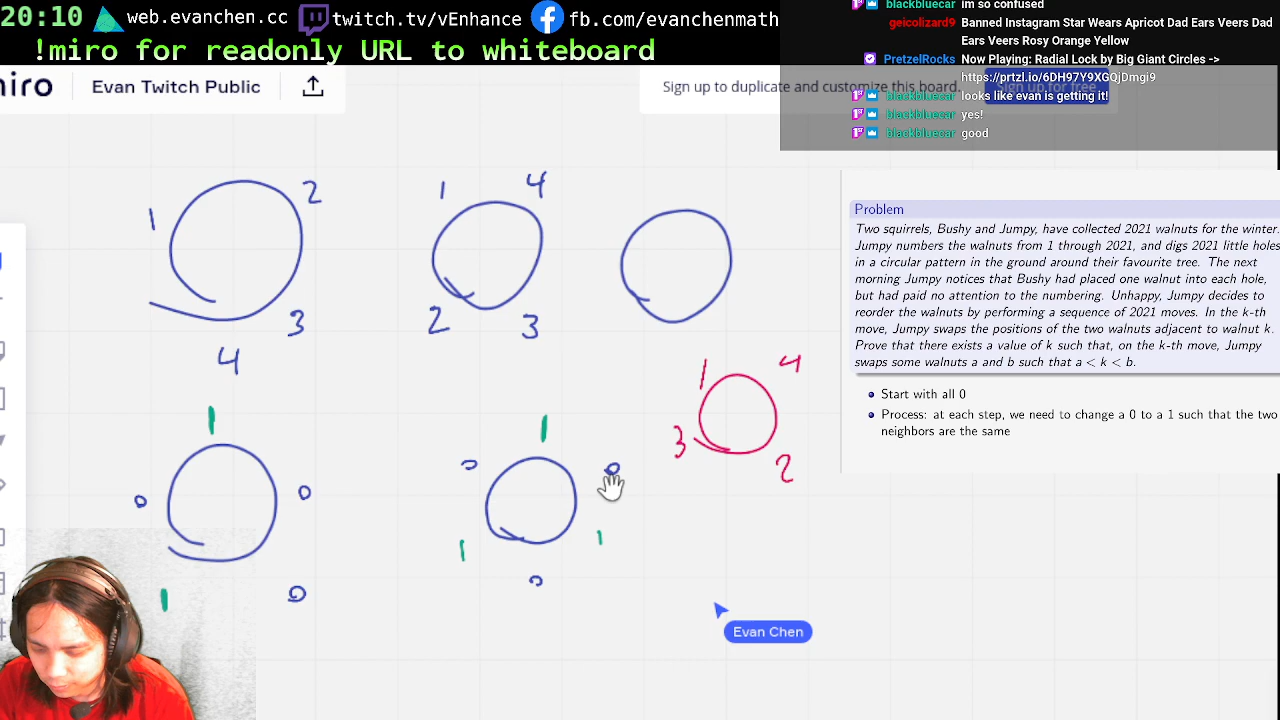 20:10 web.evanchen.cc twitch.tv/vEnhance fb.com/evanchenmath
!miro for readonly URL to whiteboard
miro
Evan Twitch Public
Sign up to duplicate and customize this board.
Sign up for free
blackbluecar im so confused
geicolizard9 Banned Instagram Star Wears Apricot Dud Ears Veers Dad
Ears Veers Rosy Orange Yellow
PretzelRocks Now Playing: Radial Lock by Big Giant Circles ->
https://prtzl.io/6DH97Y9XGQjDmgi9
blackbluecar looks like evan is getting it!
blackbluecar yes!
blackbluecar good
1 2
3
4
1 4
2 3
Problem
Two squirrels, Bushy and Jumpy, have collected 2021 walnuts for the winter.
Jumpy numbers the walnuts from 1 through 2021, and digs 2021 little holes
in a circular pattern in the ground around their favourite tree. The next
morning Jumpy notices that Bushy had placed one walnut into each hole,
but had paid no attention to the numbering. Unhappy, Jumpy decides to
reorder the walnuts by performing a sequence of 2021 moves. In the k-th
move, Jumpy swaps the positions of the two walnuts adjacent to walnut k.
Prove that there exists a value of k such that, on the k-th move, Jumpy
swaps some walnuts a and b such that a < k < b.
Start with all 0
Process: at each step, we need to change a 0 to a 1 such that the two
neighbors are the same
1 4
3 2
1
0 0
1 0
1
0 0
1 1
0
Evan Chen